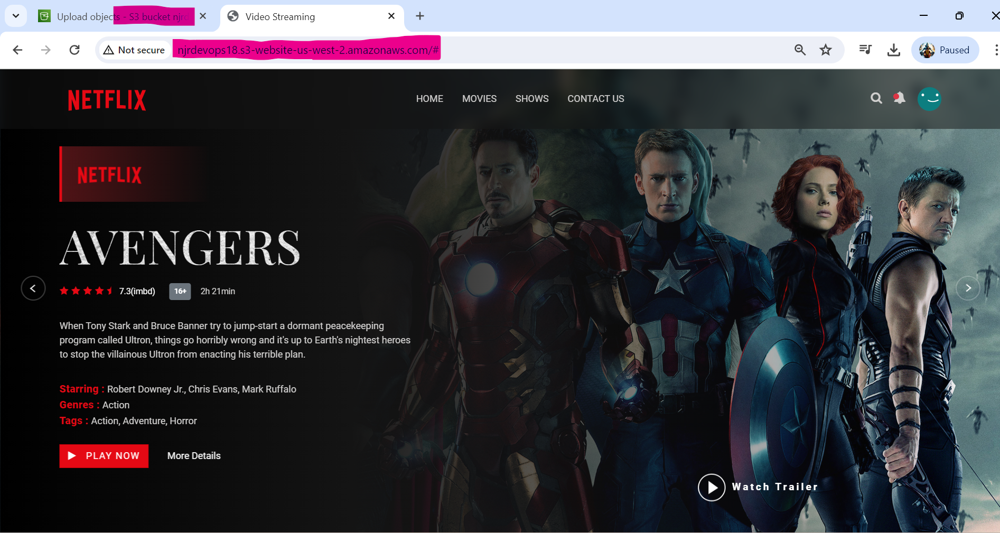 Upload objects - S3 bucket njrd
Video Streaming
Not secure
njrdevops18.s3-website-us-west-2.amazonaws.com/#
Paused
NETFLIX
HOME MOVIES SHOWS CONTACT US
NETFLIX
AVENGERS
7.3(imbd) 16+ 2h 21min
When Tony Stark and Bruce Banner try to jump-start a dormant peacekeeping
program called Ultron, things go horribly wrong and it's up to Earth's nightest heroes
to stop the villainous Ultron from enacting his terrible plan.
Starring : Robert Downey Jr., Chris Evans, Mark Ruffalo
Genres : Action
Tags : Action, Adventure, Horror
PLAY NOW More Details
Watch Trailer